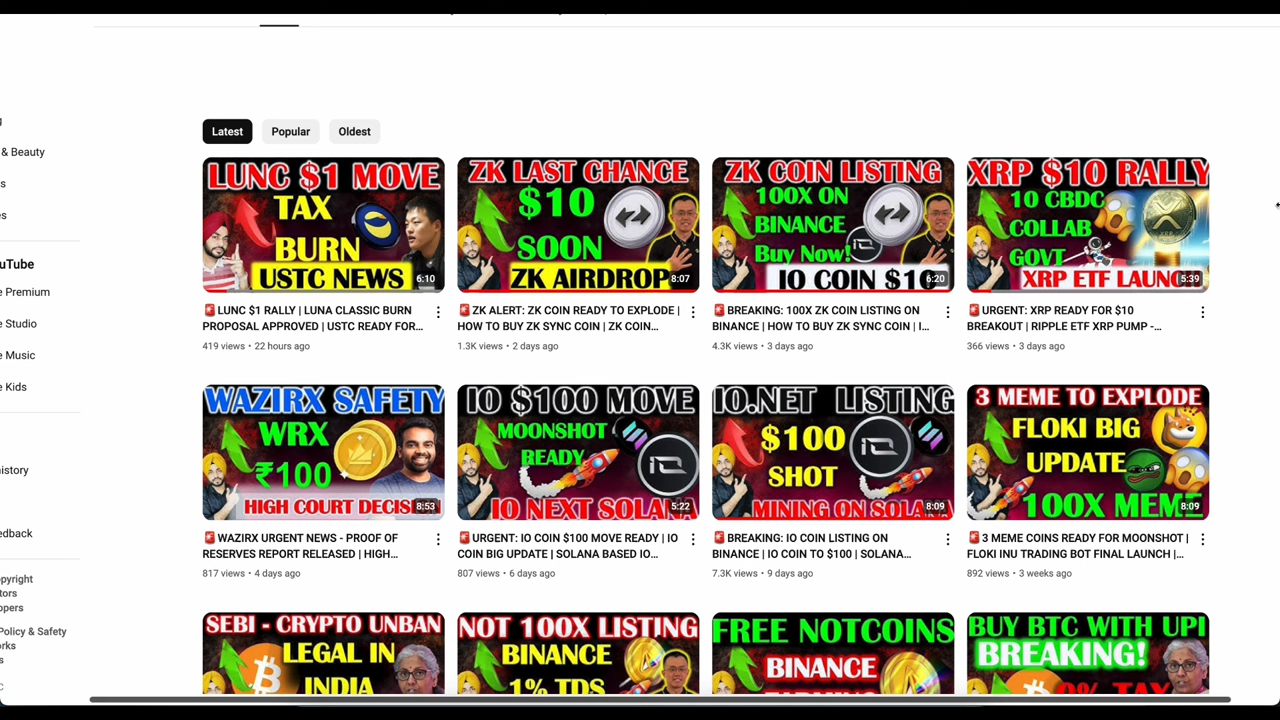 Latest
Popular
Oldest
& Beauty
uTube
e Premium
e Studio
e Music
e Kids
history
edback
opyright
tors
opers
Policy & Safety
orks
LUNC $1 MOVE
TAX
BURN
USTC NEWS
6:10
🚨LUNC $1 RALLY | LUNA CLASSIC BURN
PROPOSAL APPROVED | USTC READY FOR...
419 views • 22 hours ago
ZK LAST CHANCE
$10
SOON
ZK AIRDROP
8:07
🚨ZK ALERT: ZK COIN READY TO EXPLODE |
HOW TO BUY ZK SYNC COIN | ZK COIN...
1.3K views • 2 days ago
ZK COIN LISTING
100X ON
BINANCE
Buy Now!
IO COIN $10
6:20
🚨BREAKING: 100X ZK COIN LISTING ON
BINANCE | HOW TO BUY ZK SYNC COIN | I...
4.3K views • 3 days ago
XRP $10 RALLY
10 CBDC
COLLAB
GOVT
XRP ETF LAUNC
5:39
🚨URGENT: XRP READY FOR $10
BREAKOUT | RIPPLE ETF XRP PUMP -...
366 views • 3 days ago
WAZIRX SAFETY
WRX
₹100
HIGH COURT DECIS
8:53
🚨WAZIRX URGENT NEWS - PROOF OF
RESERVES REPORT RELEASED | HIGH...
817 views • 4 days ago
IO $100 MOVE
MOONSHOT
READY
IO NEXT SOLANA
5:22
🚨URGENT: IO COIN $100 MOVE READY | IO
COIN BIG UPDATE | SOLANA BASED IO...
807 views • 6 days ago
IO.NET LISTING
$100
SHOT
MINING ON SOLANA
8:09
🚨BREAKING: IO COIN LISTING ON
BINANCE | IO COIN TO $100 | SOLANA...
7.3K views • 9 days ago
3 MEME TO EXPLODE
FLOKI BIG
UPDATE
100X MEME
8:09
🚨3 MEME COINS READY FOR MOONSHOT |
FLOKI INU TRADING BOT FINAL LAUNCH |...
892 views • 3 weeks ago
SEBI - CRYPTO UNBAN
LEGAL IN
INDIA
NOT 100X LISTING
BINANCE
1% TDS
FREE NOTCOINS
BINANCE
BUY BTC WITH UPI
BREAKING!
0% TAX